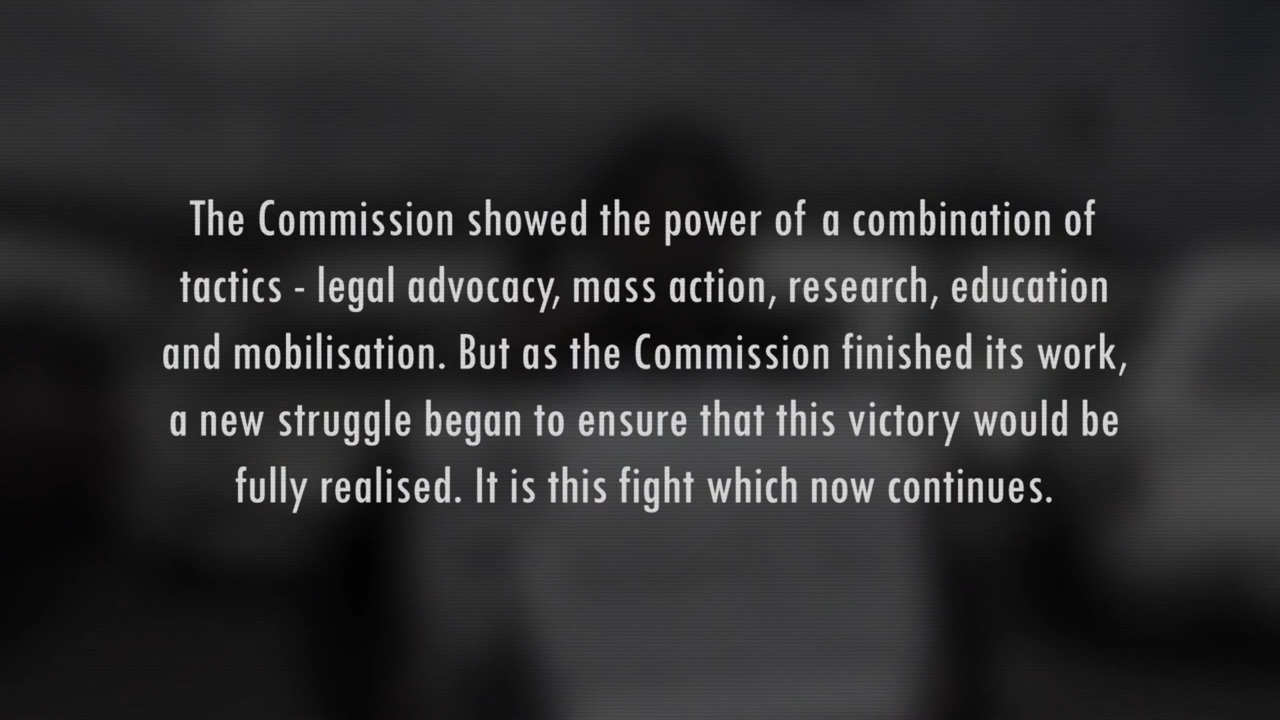 The Commission showed the power of a combination of
tactics - legal advocacy, mass action, research, education
and mobilisation. But as the Commission finished its work,
a new struggle began to ensure that this victory would be
fully realised. It is this fight which now continues.